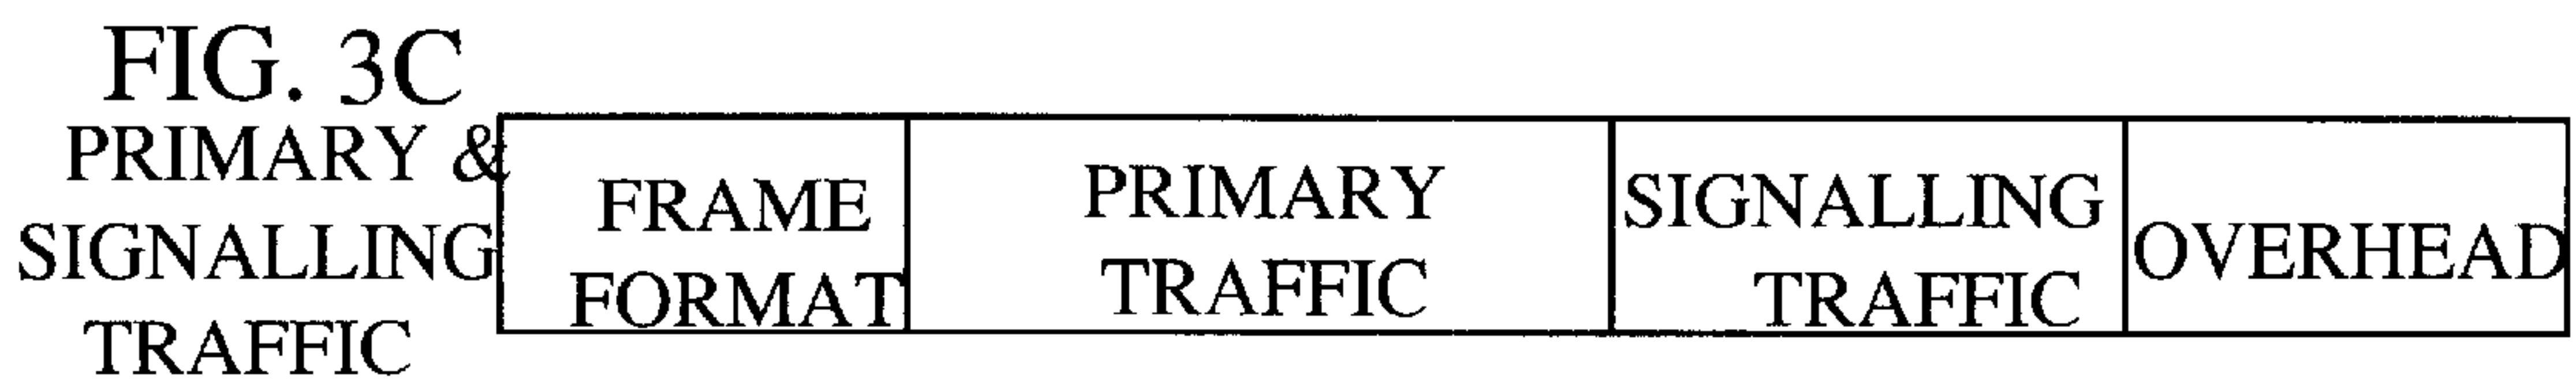 FIG. 3C
PRIMARY &
SIGNALLING
TRAFFIC
FRAME
FORMAT
PRIMARY
TRAFFIC
SIGNALLING
TRAFFIC
OVERHEAD